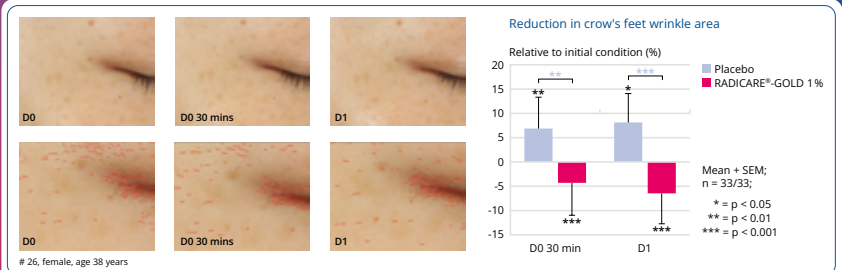 D0
D0 30 mins
D1
D0
D0 30 mins
D1
# 26, female, age 38 years
Reduction in crow's feet wrinkle area
Relative to initial condition (%)
20
15
10
5
0
-5
-10
-15
**
***
**
*
***
***
D0 30 min
D1
Placebo
RADICARE®-GOLD 1%
Mean + SEM;
n = 33/33;
* = p < 0.05
** = p < 0.01
*** = p < 0.001